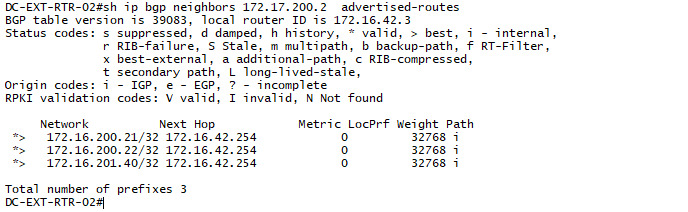 DC-EXT-RTR-02#sh ip bgp neighbors 172.17.200.2  advertised-routes
BGP table version is 39083, local router ID is 172.16.42.3
Status codes: s suppressed, d damped, h history, * valid, > best, i - internal,
              r RIB-failure, S Stale, m multipath, b backup-path, f RT-Filter,
              x best-external, a additional-path, c RIB-compressed,
              t secondary path, L long-lived-stale,
Origin codes: i - IGP, e - EGP, ? - incomplete
RPKI validation codes: V valid, I invalid, N Not found
     Network          Next Hop            Metric LocPrf Weight Path
 *>   172.16.200.21/32 172.16.42.254            0         32768 i
 *>   172.16.200.22/32 172.16.42.254            0         32768 i
 *>   172.16.201.40/32 172.16.42.254            0         32768 i
Total number of prefixes 3
DC-EXT-RTR-02#